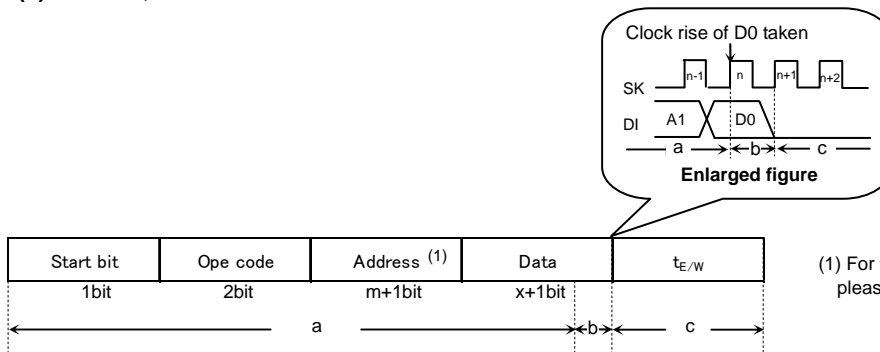 Clock rise of D0 taken
SK n-1 n n+1 n+2
DI A1 D0
a b c
Enlarged figure
Start bit Ope code Address (1) Data tE/W
1bit 2bit m+1bit x+1bit
a b c
(1) For
pleas